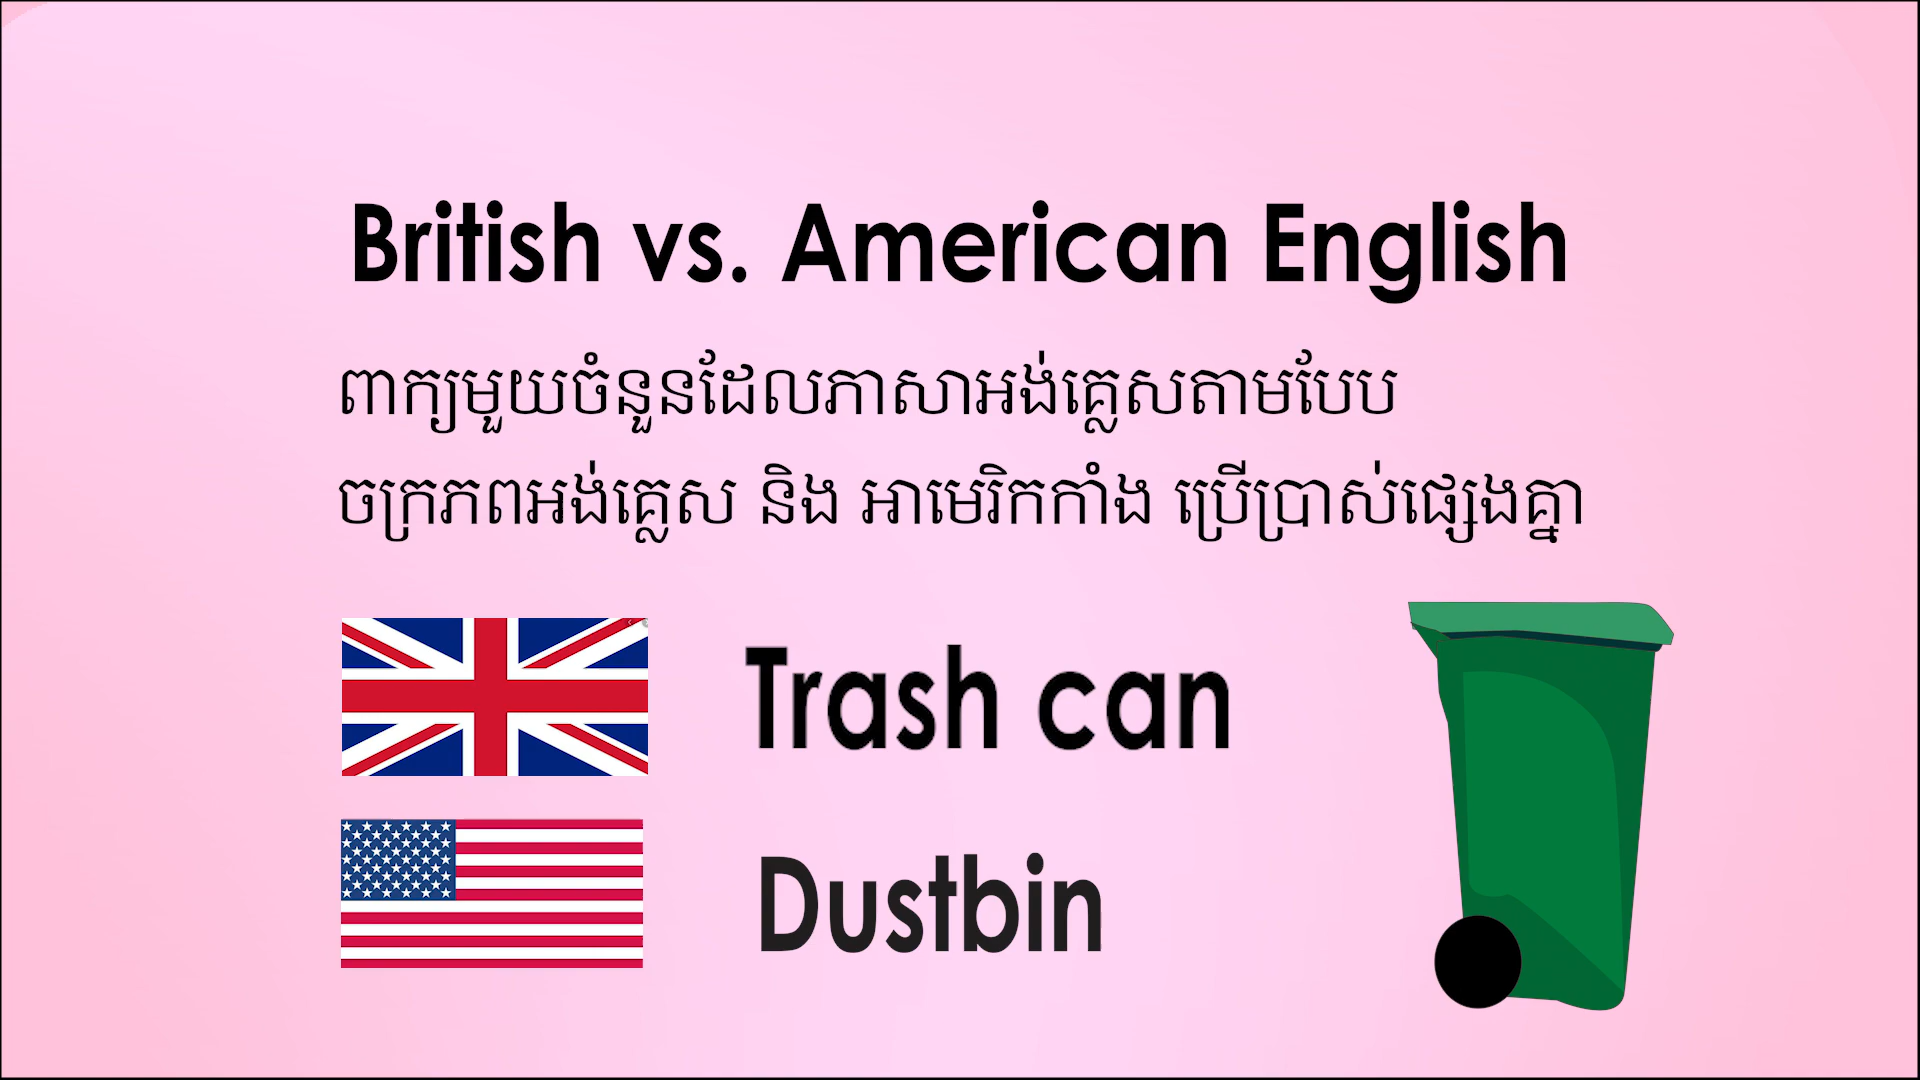 British vs. American English
ពាក្យមួយចំនួនដែលភាសាអង់គ្លេសតាមបែប
ចក្រភពអង់គ្លេស និង អាមេរិកកាំង ប្រើប្រាស់ផ្សេងគ្នា
Trash can
Dustbin